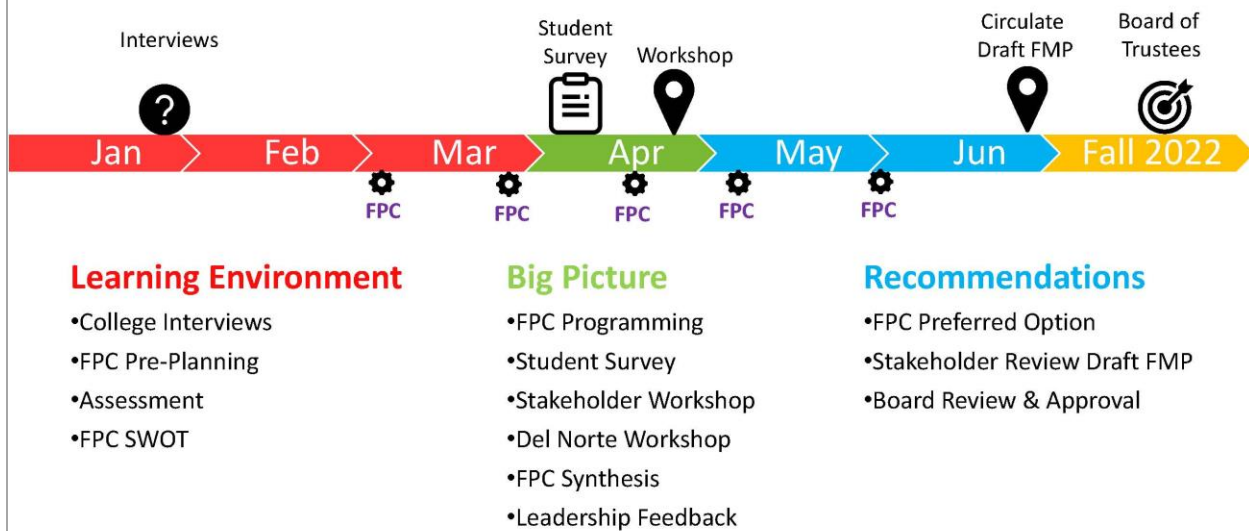 Interviews
Student
Survey
Workshop
Circulate
Draft FMP
Board of
Trustees
?
Jan
Feb
Mar
Apr
May
Jun
Fall 2022
FPC
FPC
FPC
FPC
FPC
Learning Environment
•College Interviews
•FPC Pre-Planning
•Assessment
•FPC SWOT
Big Picture
•FPC Programming
•Student Survey
•Stakeholder Workshop
•Del Norte Workshop
•FPC Synthesis
•Leadership Feedback
Recommendations
•FPC Preferred Option
•Stakeholder Review Draft FMP
•Board Review & Approval